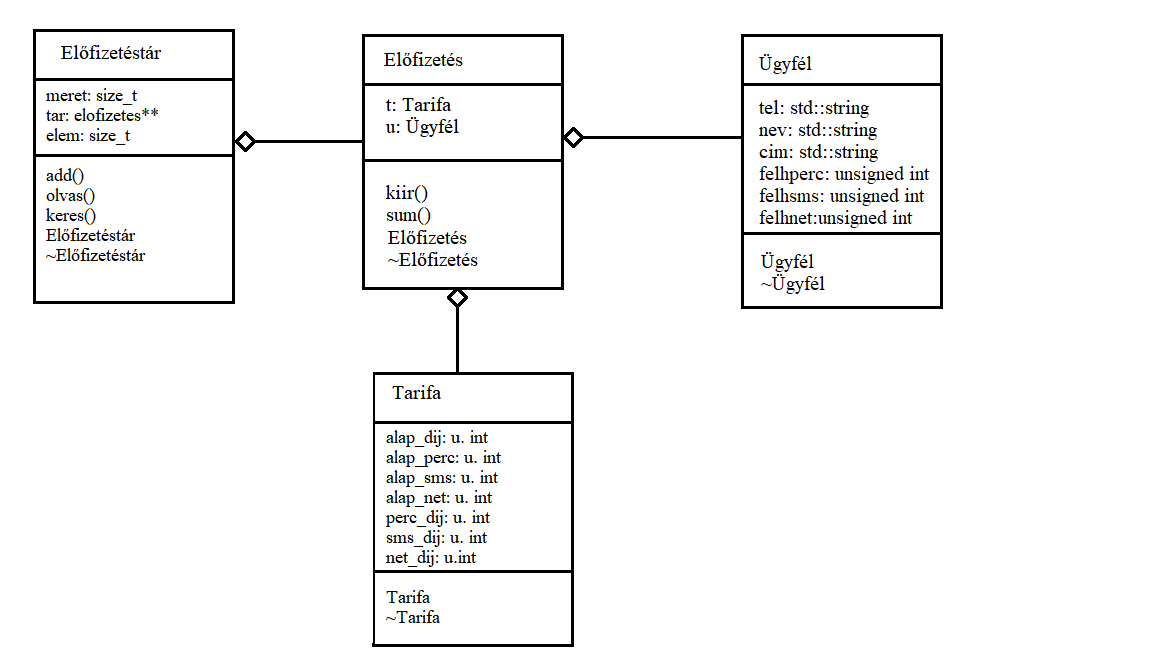 Előfizetéstár
meret: size_t
tar: elofizetes**
elem: size_t
add()
olvas()
keres()
Előfizetéstár
~Előfizetéstár
Előfizetés
t: Tarifa
u: Ügyfél
kiir()
sum()
Előfizetés
~Előfizetés
Ügyfél
tel: std::string
nev: std::string
cim: std::string
felhperc: unsigned int
felhsms: unsigned int
felhnet:unsigned int
Ügyfél
~Ügyfél
Tarifa
alap_dij: u. int
alap_perc: u. int
alap_sms: u. int
alap_net: u. int
perc_dij: u. int
sms_dij: u. int
net_dij: u.int
Tarifa
~Tarifa